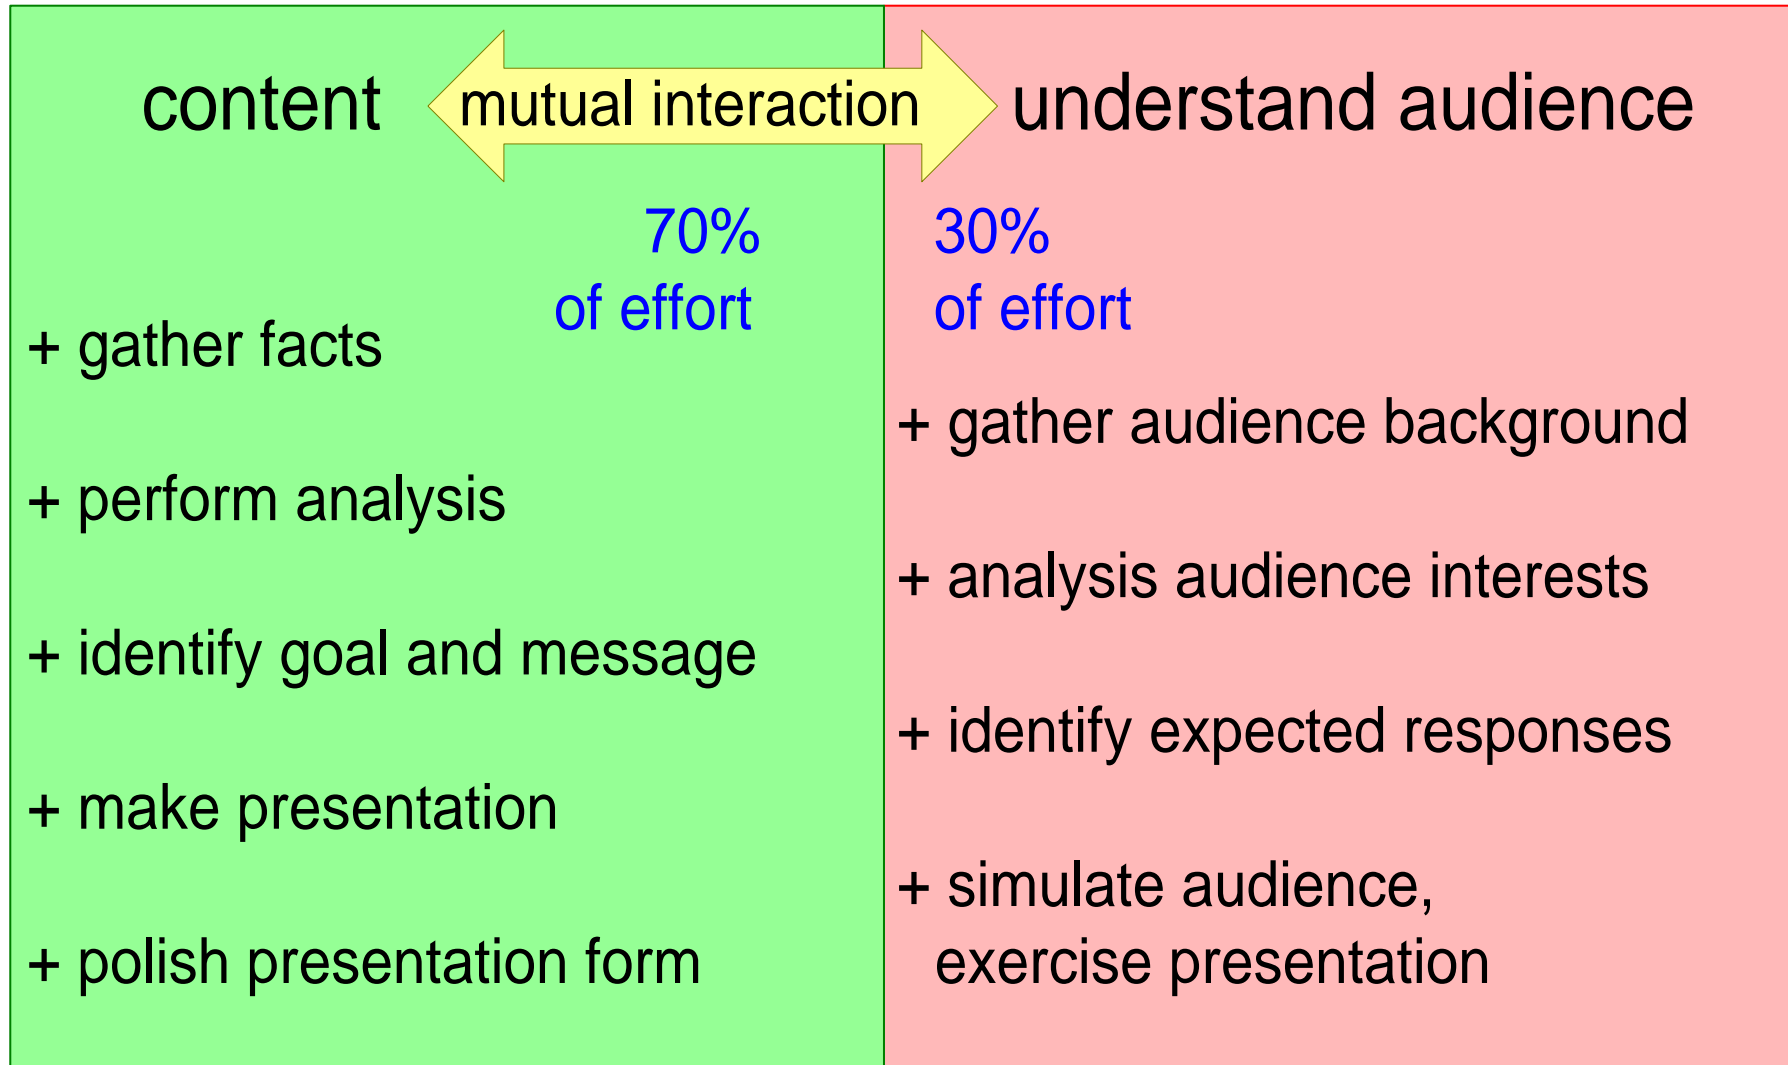 content
mutual interaction
understand audience
70%
of effort
+ gather facts
+ perform analysis
+ identify goal and message
+ make presentation
+ polish presentation form
30%
of effort
+ gather audience background
+ analysis audience interests
+ identify expected responses
+ simulate audience,
exercise presentation